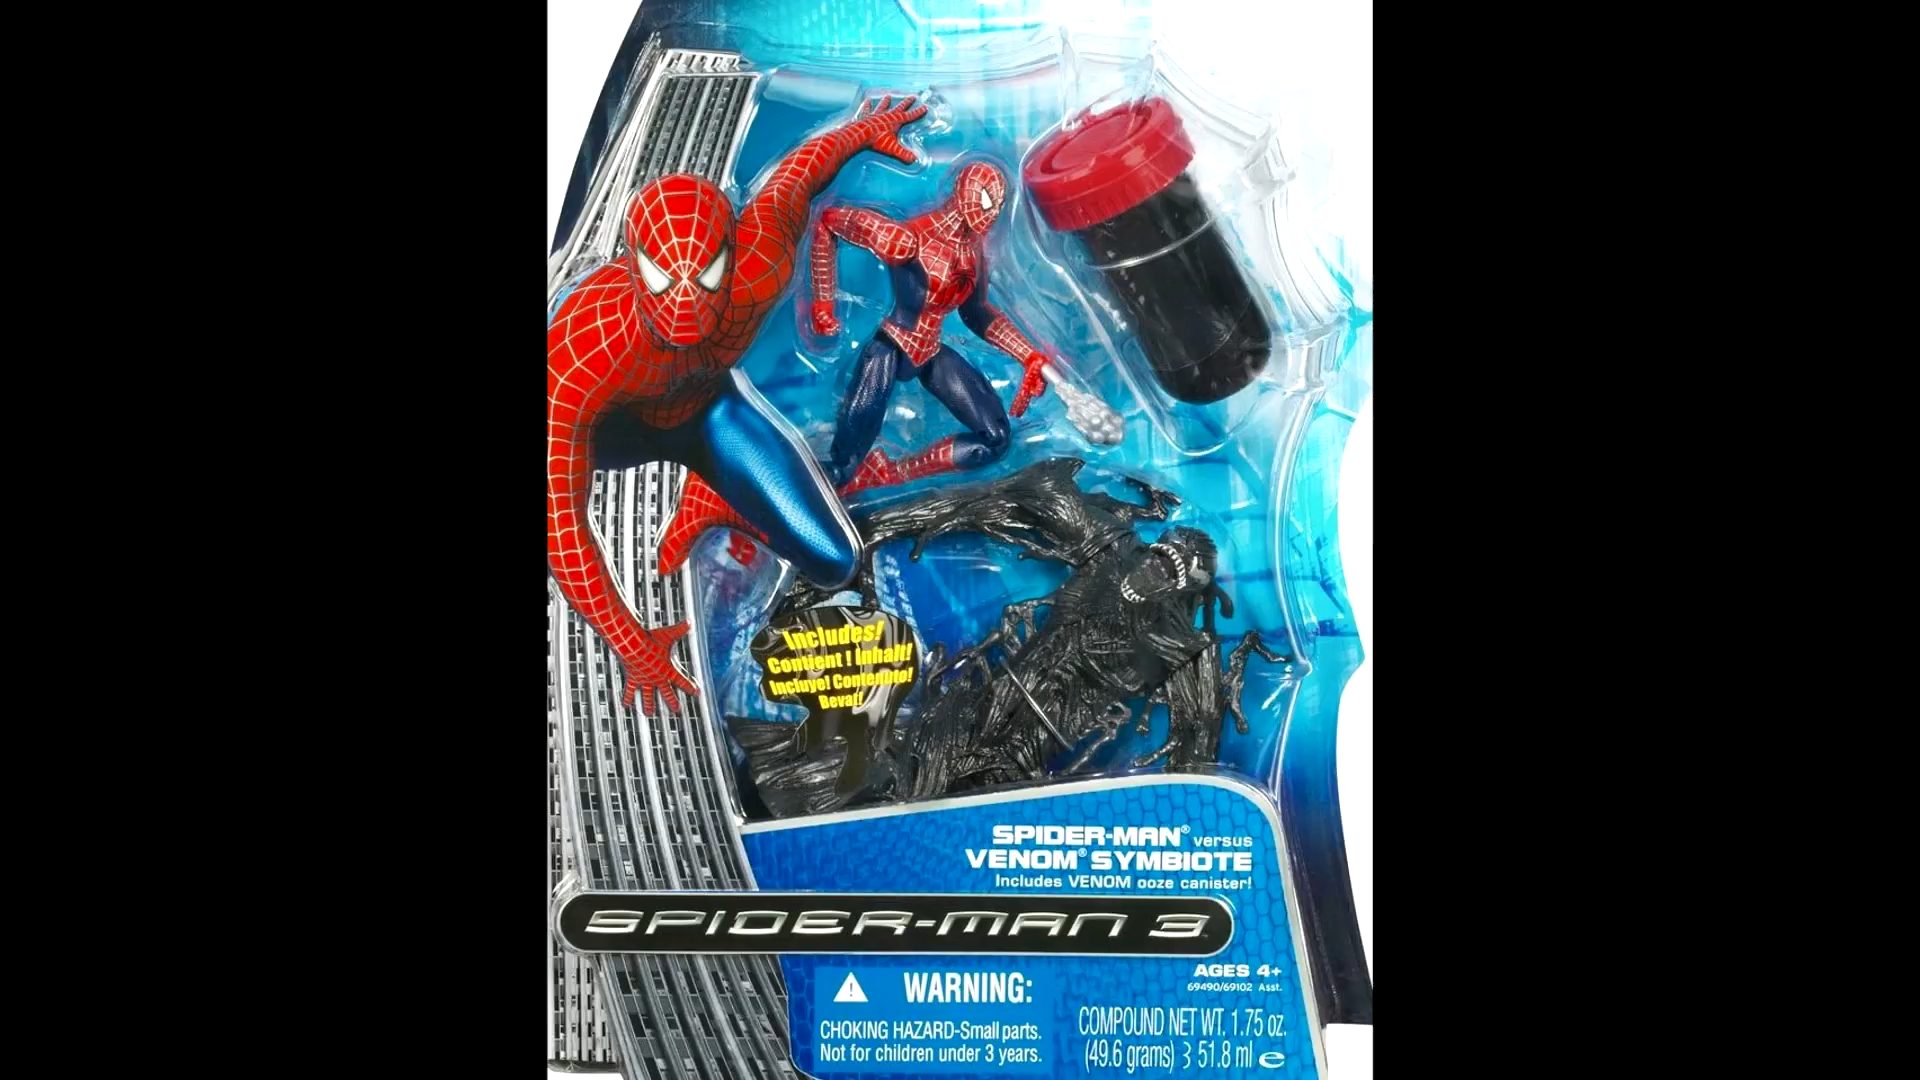 Includes!
Contient ! Inhalt!
Incluye! Contenuto!
Bevat!
SPIDER-MAN® versus
VENOM® SYMBIOTE
Includes VENOM ooze canister!
SPIDER-MAN 3
AGES 4+
69490/69102 Asst.
⚠ WARNING:
CHOKING HAZARD-Small parts.
Not for children under 3 years.
COMPOUND NET WT. 1.75 oz.
(49.6 grams) 3 51.8 ml e